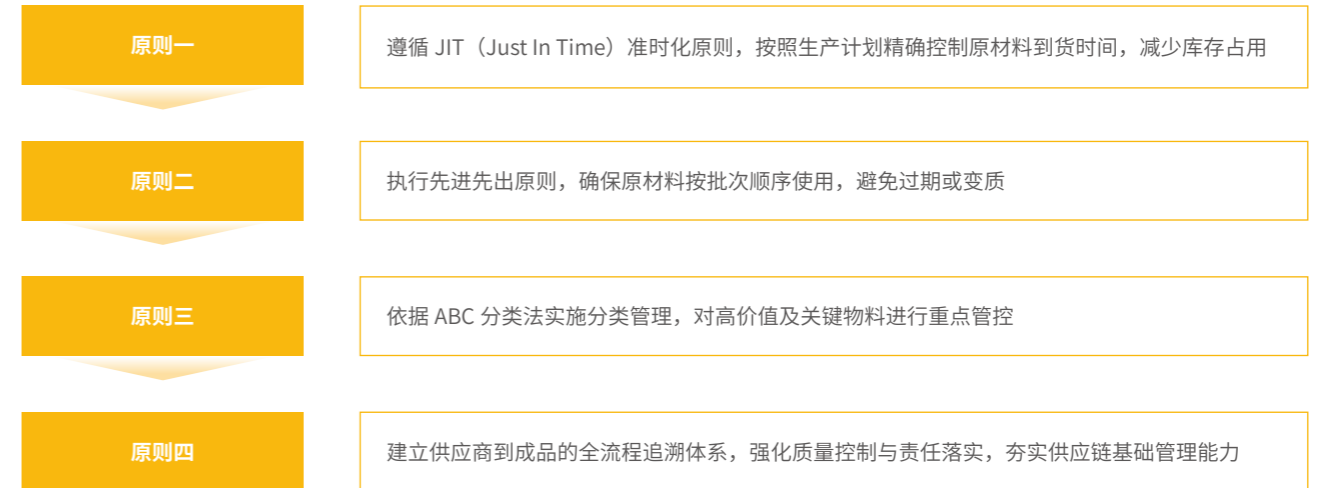 原则一
遵循 JIT（Just In Time）准时化原则，按照生产计划精确控制原材料到货时间，减少库存占用
原则二
执行先进先出原则，确保原材料按批次顺序使用，避免过期或变质
原则三
依据 ABC 分类法实施分类管理，对高价值及关键物料进行重点管控
原则四
建立供应商到成品的全流程追溯体系，强化质量控制与责任落实，夯实供应链基础管理能力